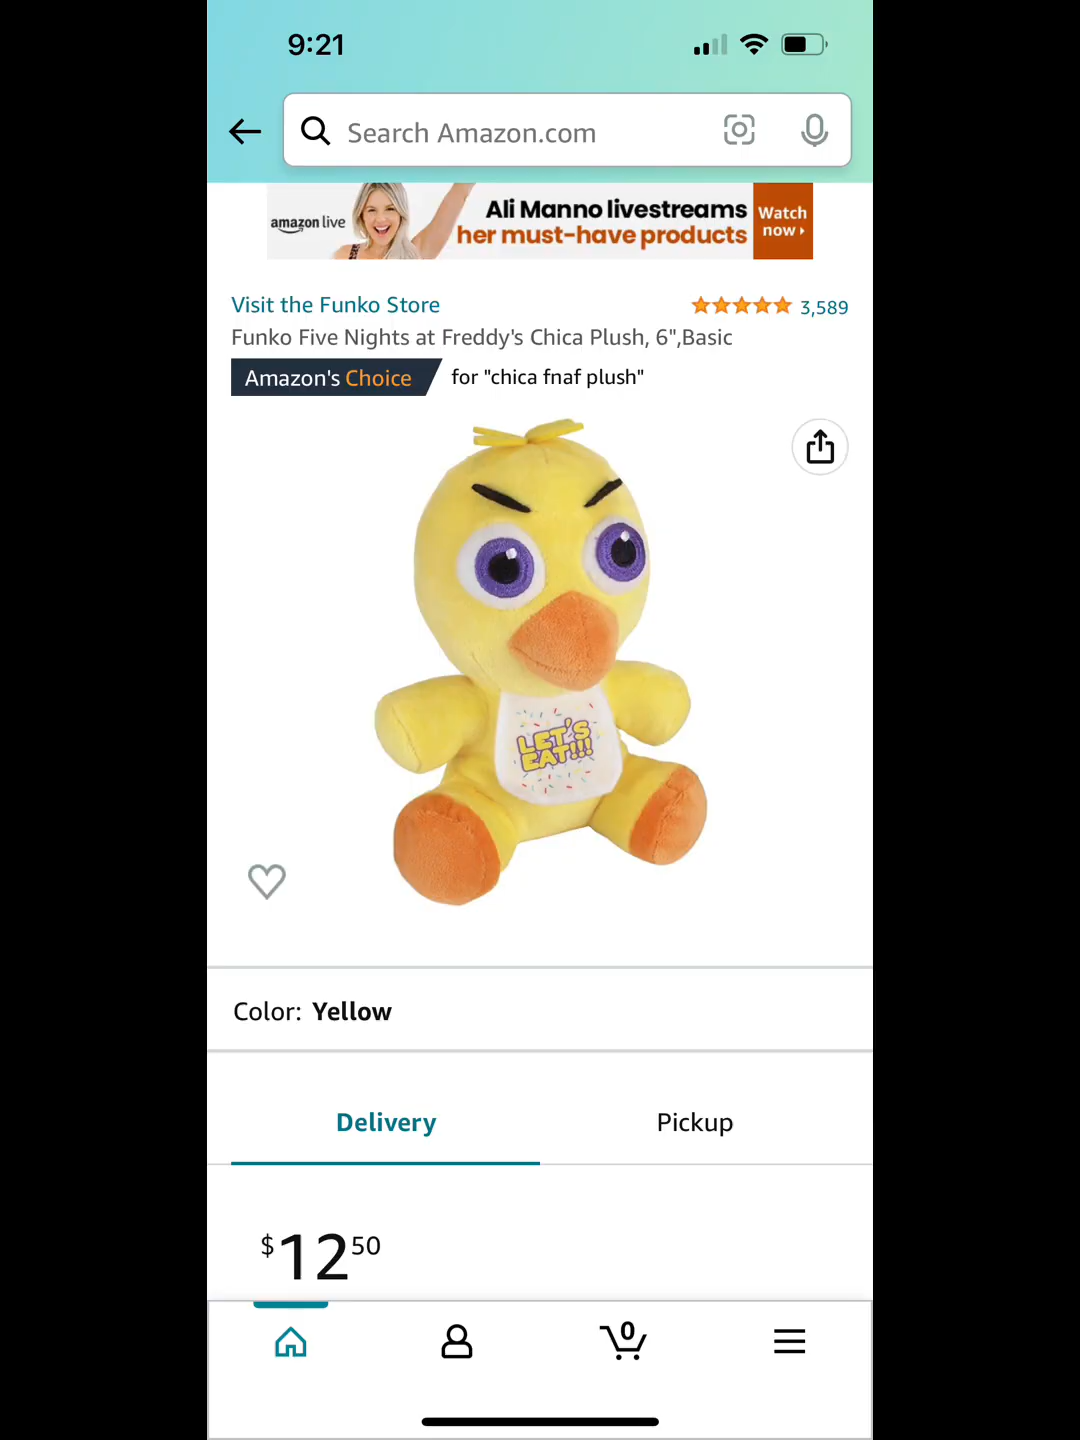 9:21
Search Amazon.com
amazon live
Ali Manno livestreams
her must-have products
Watch
now
Visit the Funko Store
3,589
Funko Five Nights at Freddy's Chica Plush, 6",Basic
Amazon's Choice for "chica fnaf plush"
LET'S
EAT!!!
Color: Yellow
Delivery
Pickup
$12 50
0